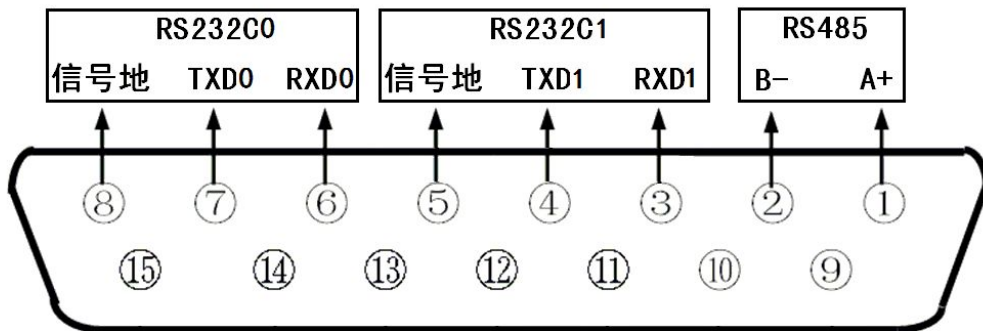 RS232C0 RS232C1 RS485
信号地 TXD0 RXD0 信号地 TXD1 RXD1 B- A+
⑧ ⑦ ⑥ ⑤ ④ ③ ② ①
⑮ ⑭ ⑬ ⑫ ⑪ ⑩ ⑨